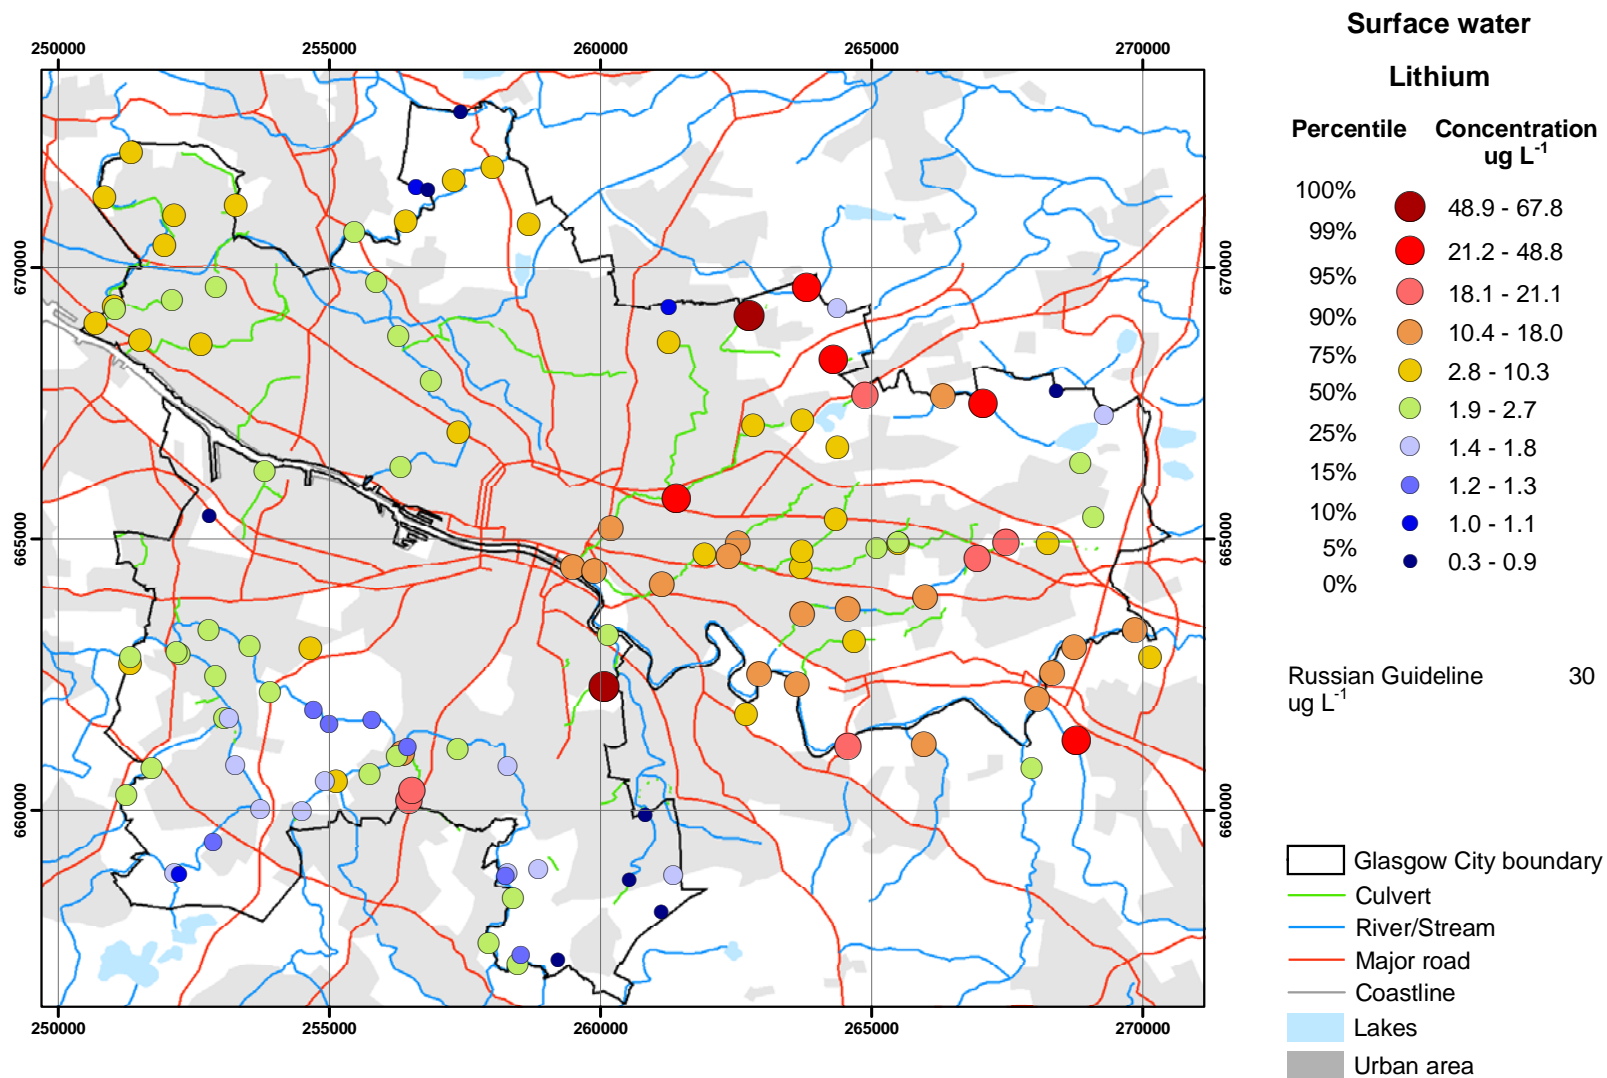 Surface water
Lithium
Percentile Concentration
ug L-1
100%
48.9 - 67.8
99%
21.2 - 48.8
95%
18.1 - 21.1
90%
10.4 - 18.0
75%
2.8 - 10.3
50%
1.9 - 2.7
25%
1.4 - 1.8
15%
1.2 - 1.3
10%
1.0 - 1.1
5%
0.3 - 0.9
0%
Russian Guideline 30
ug L-1
Glasgow City boundary
Culvert
River/Stream
Major road
Coastline
Lakes
Urban area
250000 255000 260000 265000 270000
670000 670000
665000 665000
660000 660000
250000 255000 260000 265000 270000